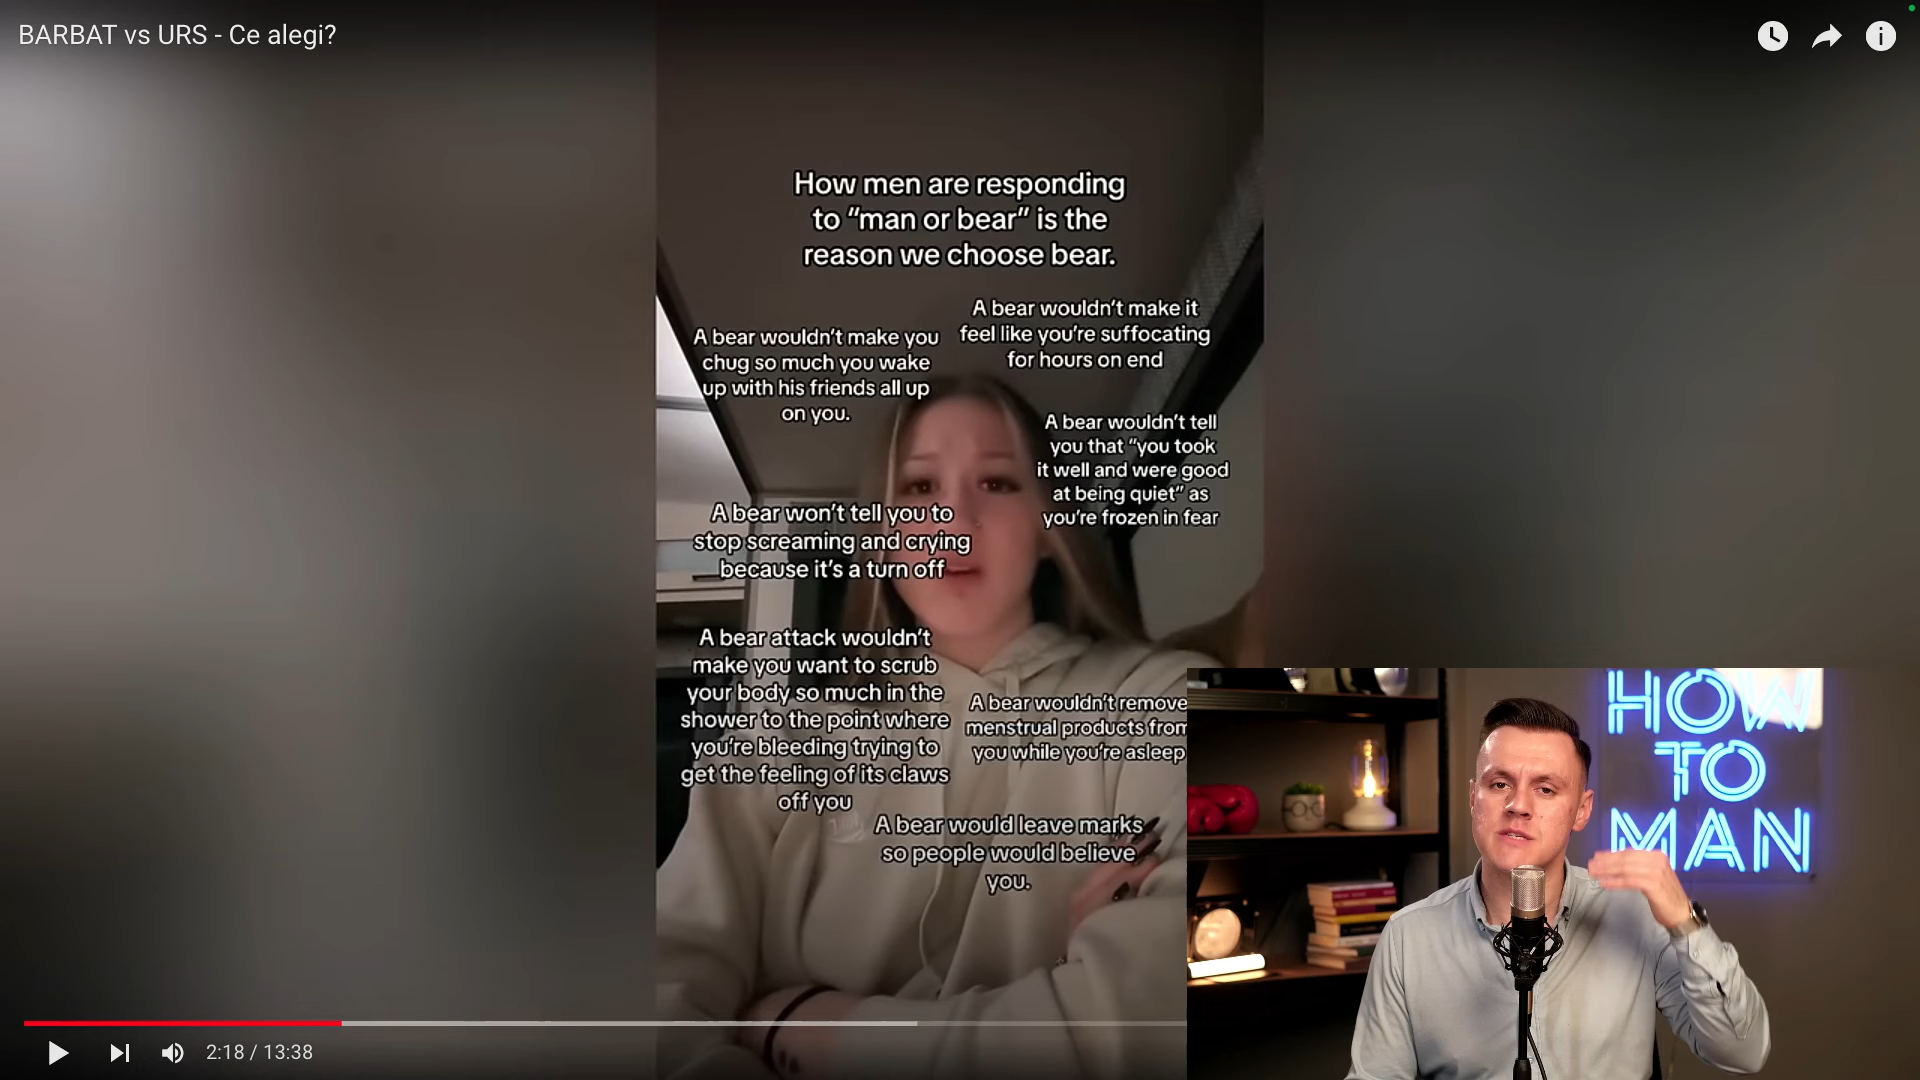 BARBAT vs URS - Ce alegi?
How men are responding
to “man or bear” is the
reason we choose bear.
A bear wouldn’t make it
feel like you’re suffocating
for hours on end
A bear wouldn’t make you
chug so much you wake
up with his friends all up
on you.
A bear wouldn’t tell
you that “you took
it well and were good
at being quiet” as
you’re frozen in fear
A bear won’t tell you to
stop screaming and crying
because it’s a turn off
A bear attack wouldn’t
make you want to scrub
your body so much in the
shower to the point where
you’re bleeding trying to
get the feeling of its claws
off you
A bear wouldn’t remove
menstrual products from
you while you’re asleep
A bear would leave marks
so people would believe
you.
HOW
TO
MAN
2:18 / 13:38